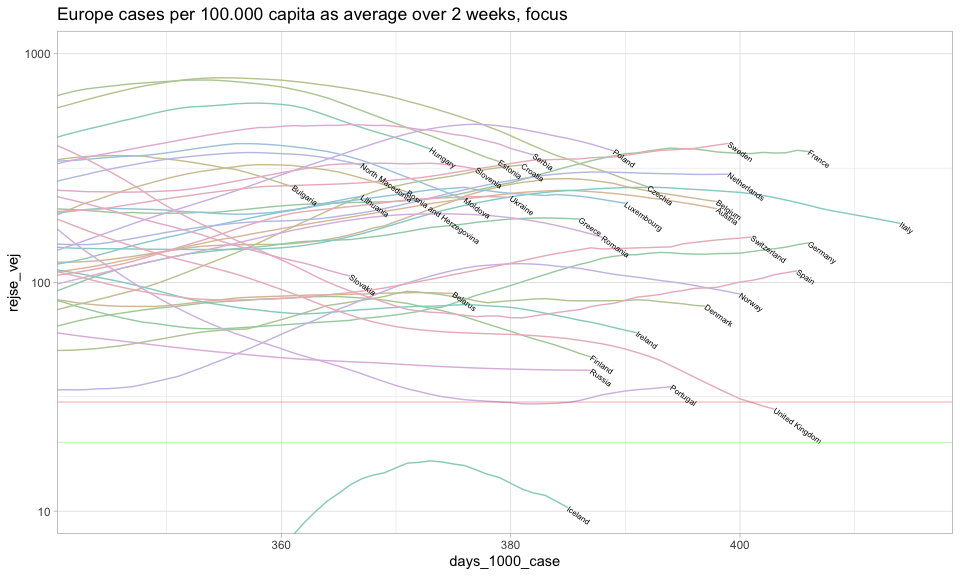 Europe cases per 100.000 capita as average over 2 weeks, focus
rejse_vej
1000
100
10
Hungary
Serbia
Estonia
Croatia
Poland
Sweden
France
North Macedonia
Slovenia
Bulgaria
Lithuania
Bosnia and Herzegovina
Moldova
Ukraine
Netherlands
Czechia
Luxembourg
Belgium
Austria
Italy
Greece
Romania
Switzerland
Germany
Slovakia
Belarus
Spain
Norway
Denmark
Ireland
Finland
Russia
Portugal
United Kingdom
Iceland
360
380
400
days_1000_case